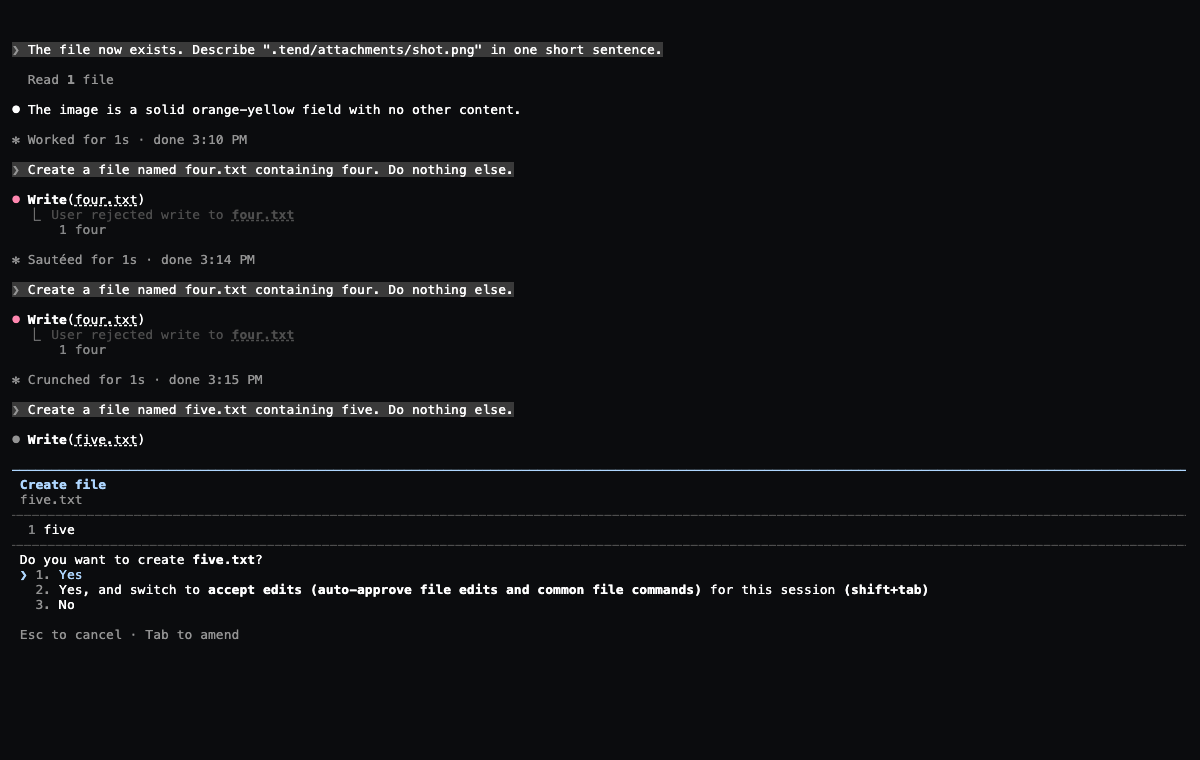 ❯ The file now exists. Describe ".tend/attachments/shot.png" in one short sentence.
Read 1 file
● The image is a solid orange-yellow field with no other content.
✻ Worked for 1s · done 3:10 PM
❯ Create a file named four.txt containing four. Do nothing else.
● Write(four.txt)
⎿ User rejected write to four.txt
1 four
✻ Sautéed for 1s · done 3:14 PM
❯ Create a file named four.txt containing four. Do nothing else.
● Write(four.txt)
⎿ User rejected write to four.txt
1 four
✻ Crunched for 1s · done 3:15 PM
❯ Create a file named five.txt containing five. Do nothing else.
● Write(five.txt)
Create file
five.txt
1 five
Do you want to create five.txt?
❯ 1. Yes
2. Yes, and switch to accept edits (auto-approve file edits and common file commands) for this session (shift+tab)
3. No
Esc to cancel · Tab to amend